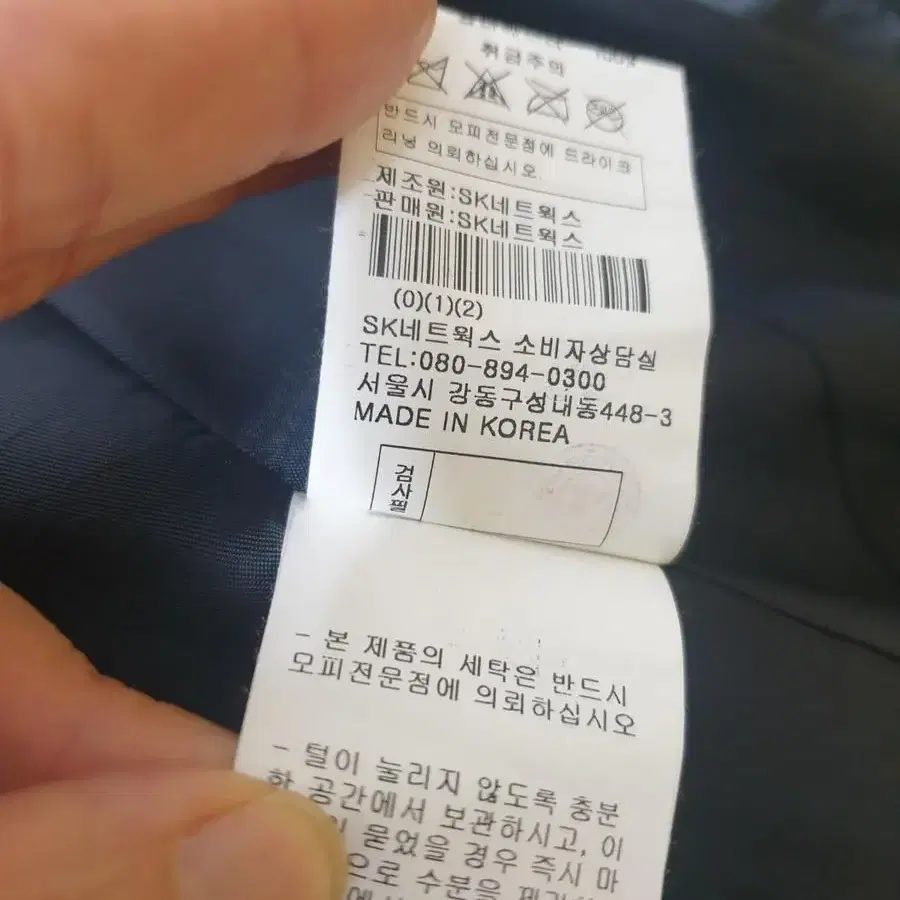 취급주의
반드시 모피전문점에 드라이크
리닝 의뢰하십시오.
제조원:SK네트웍스
판매원:SK네트웍스
(0)(1)(2)
SK네트웍스 소비자상담실
TEL:080-894-0300
서울시 강동구성내동448-3
MADE IN KOREA
검사필
- 본 제품의 세탁은 반드시
모피전문점에 의뢰하십시오
- 털이 눌리지 않도록 충분
한 공간에서 보관하시고, 이
묻었을 경우 즉시 마
으로 수분을